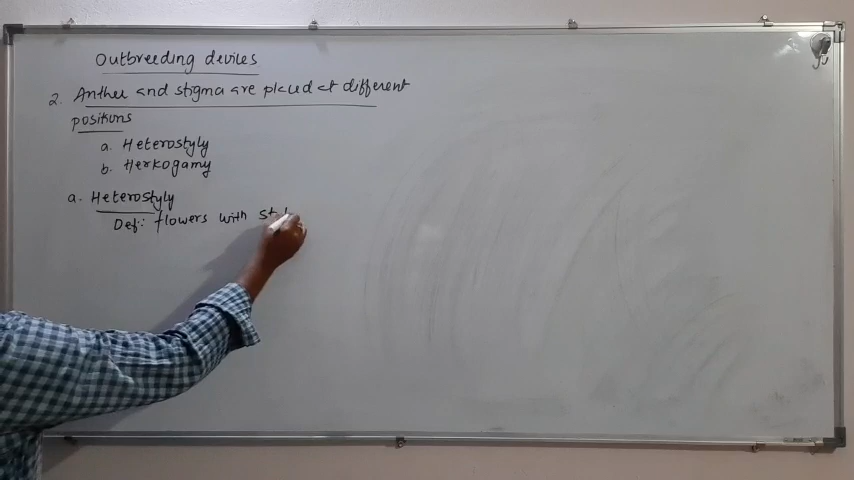 Outbreeding devices
2. Anther and stigma are placed at different
positions
a. Heterostyly
b. Herkogamy
a. Heterostyly
Def: flowers with